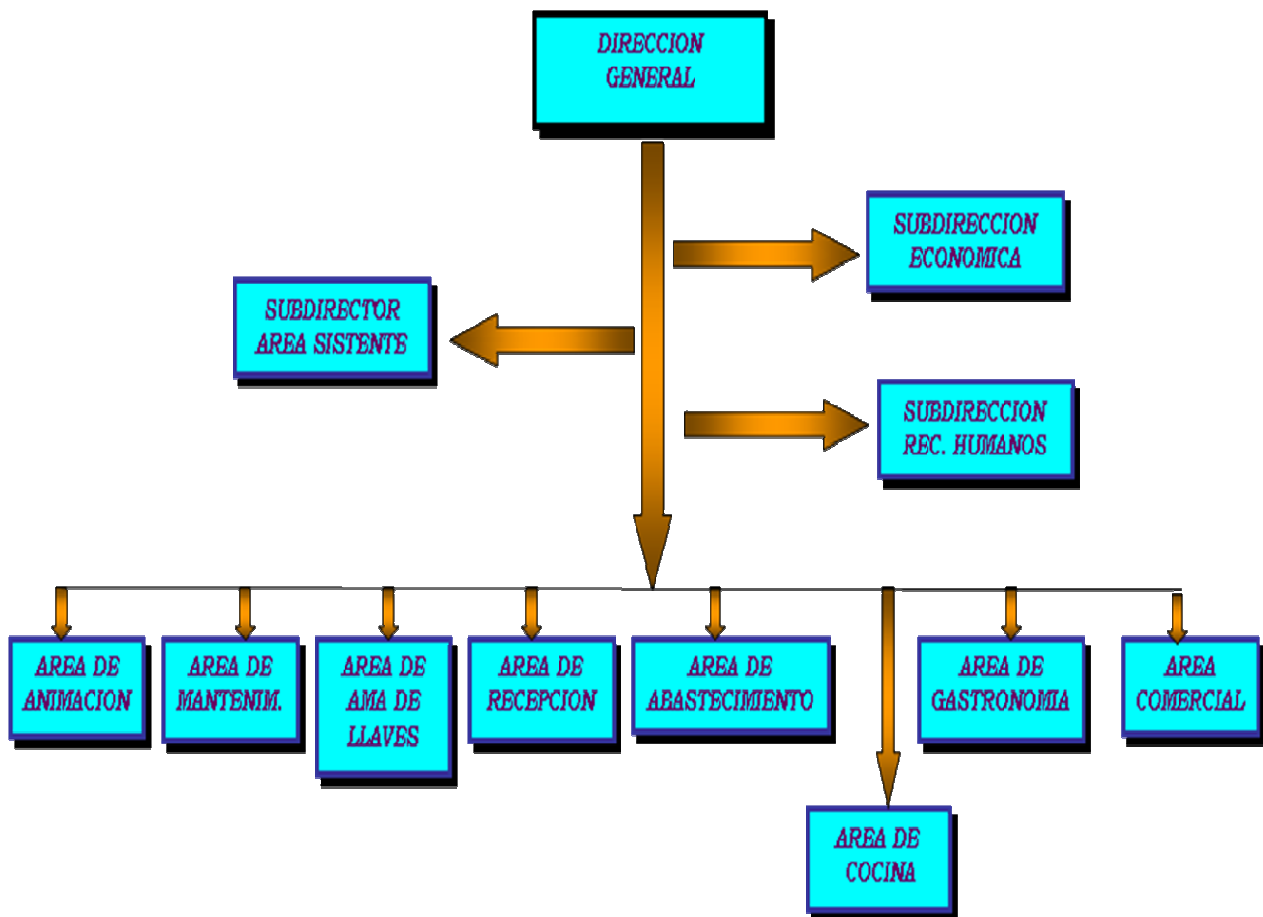 DIRECCION
GENERAL
SUBDIRECCION
ECONOMICA
SUBDIRECTOR
AREA SISTENTE
SUBDIRECCION
REC. HUMANOS
AREA DE
ANIMACION
AREA DE
MANTENIM.
AREA DE
AMA DE
LLAVES
AREA DE
RECEPCION
AREA DE
ABASTECIMIENTO
AREA DE
GASTRONOMIA
AREA
COMERCIAL
AREA DE
COCINA